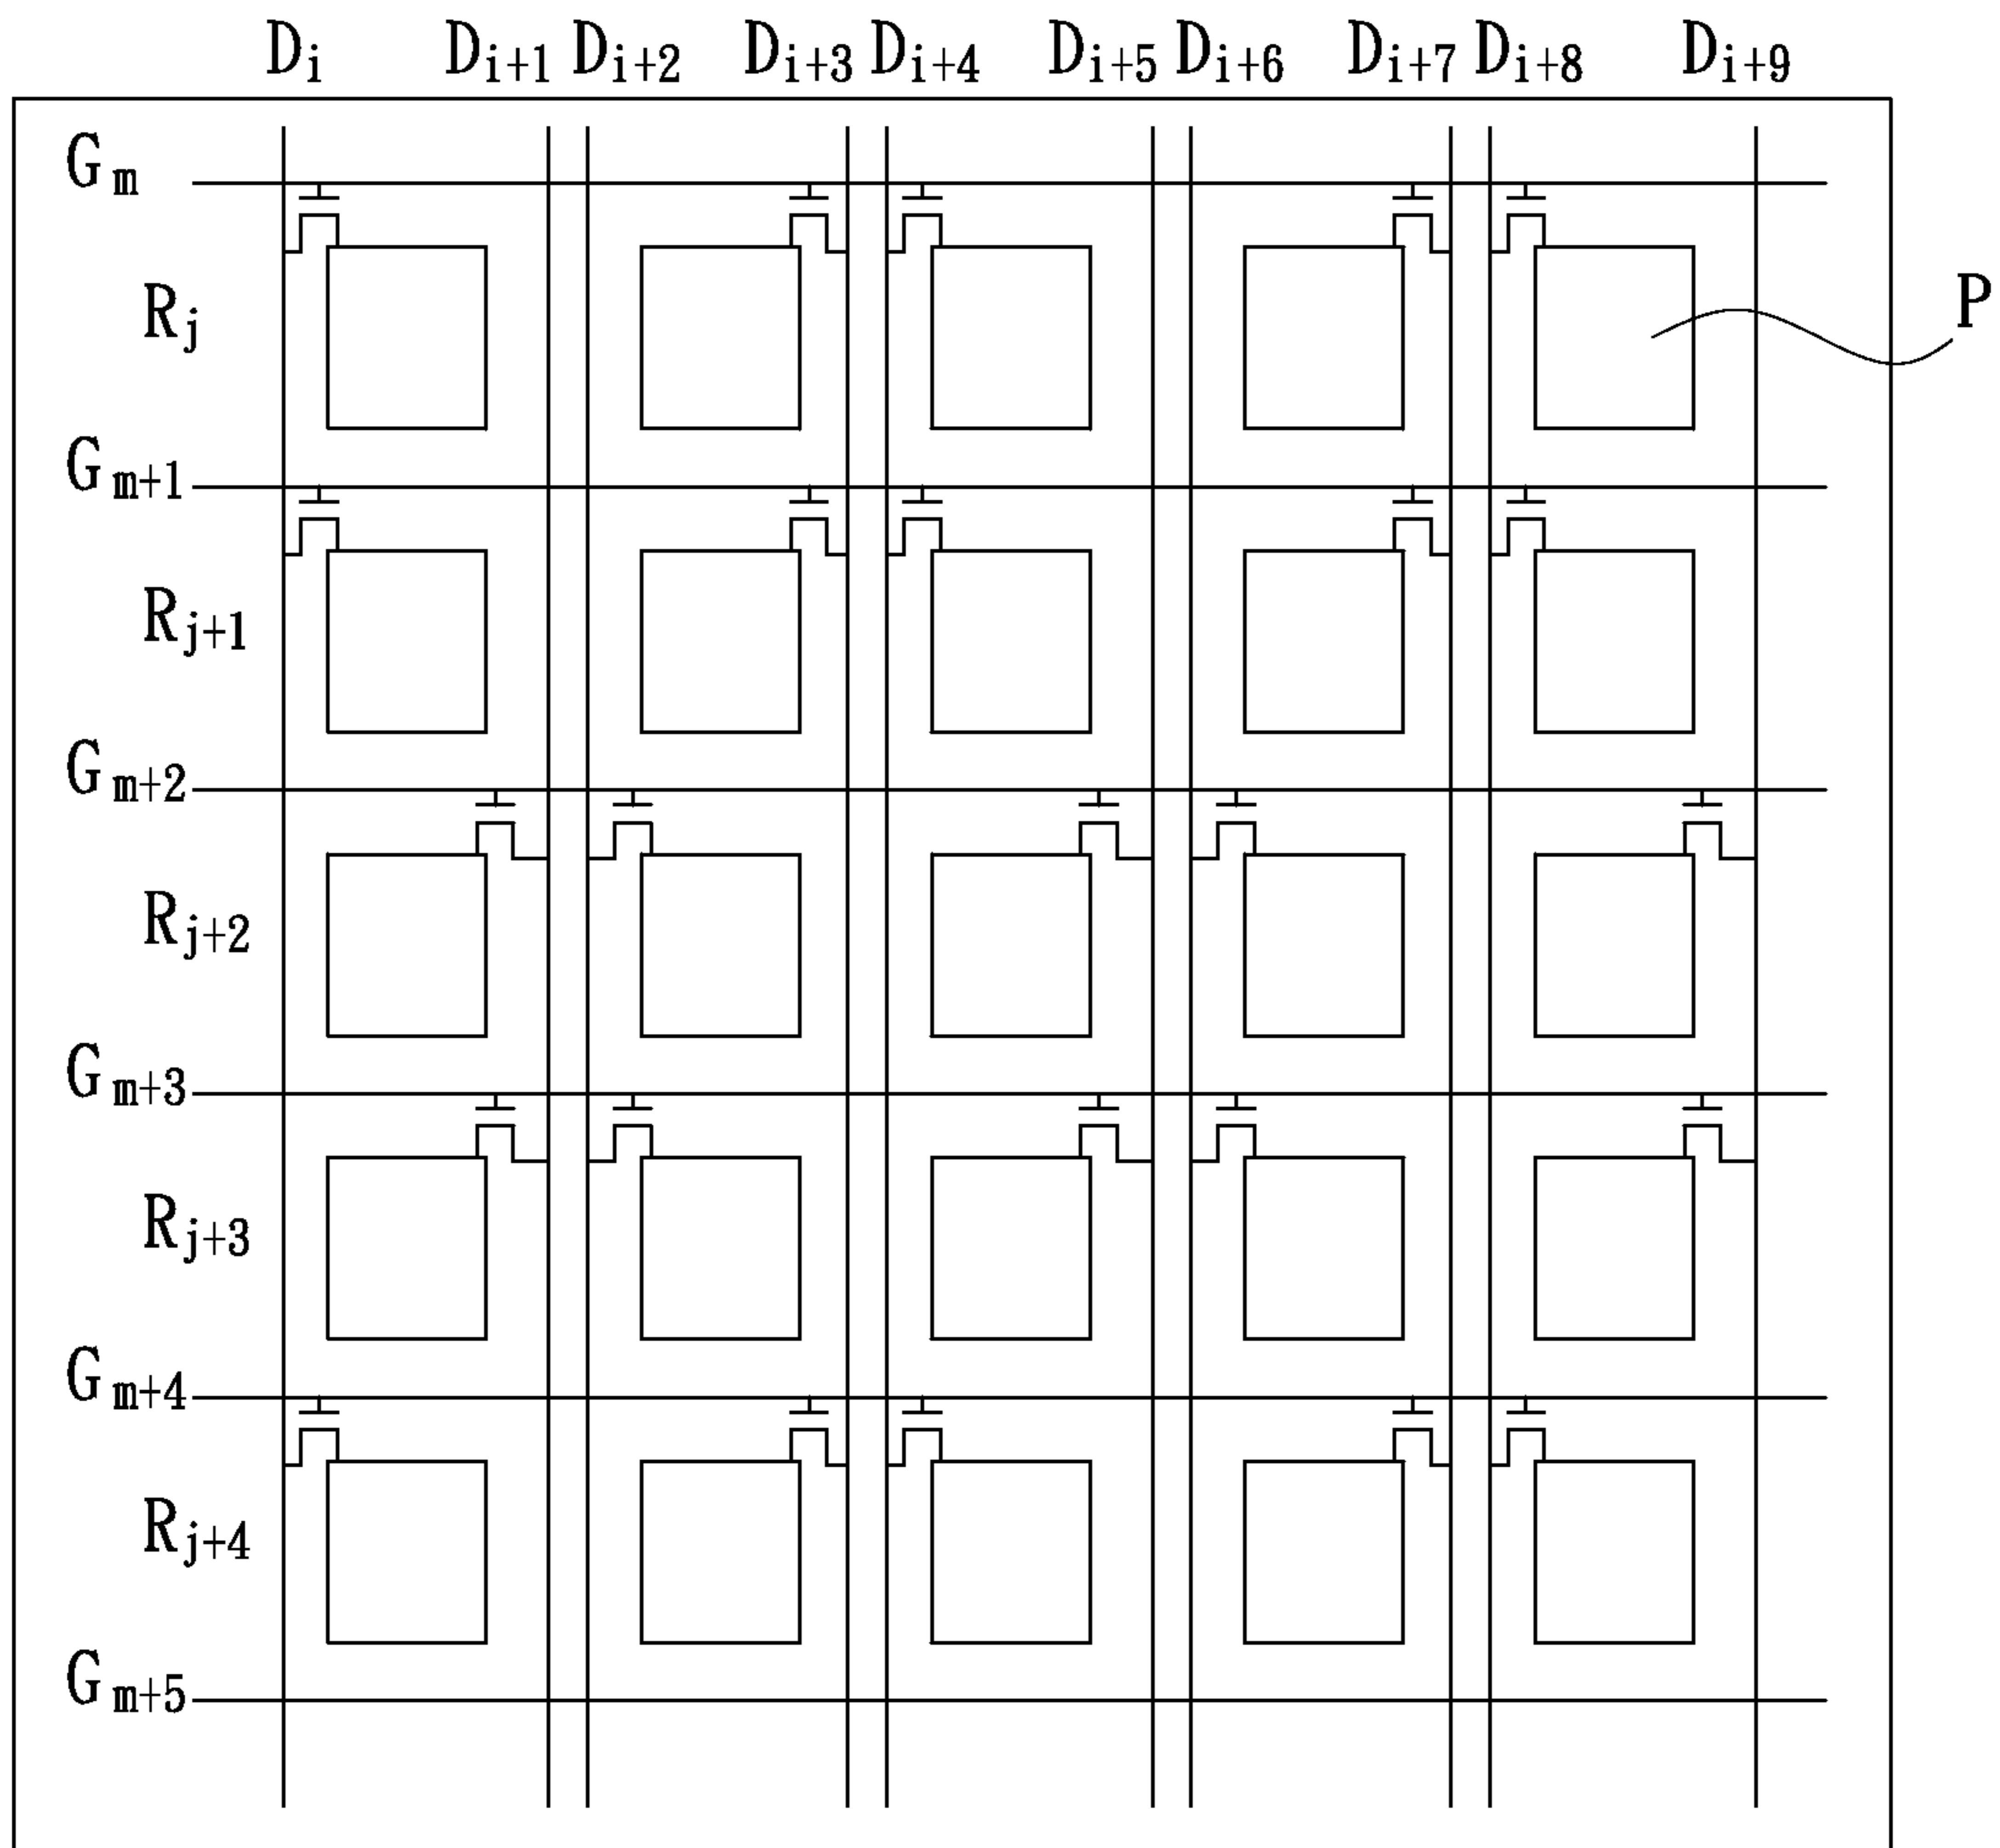 Di Di+1 Di+2 Di+3 Di+4 Di+5 Di+6 Di+7 Di+8 Di+9
Gm
Rj
P
Gm+1
Rj+1
Gm+2
Rj+2
Gm+3
Rj+3
Gm+4
Rj+4
Gm+5